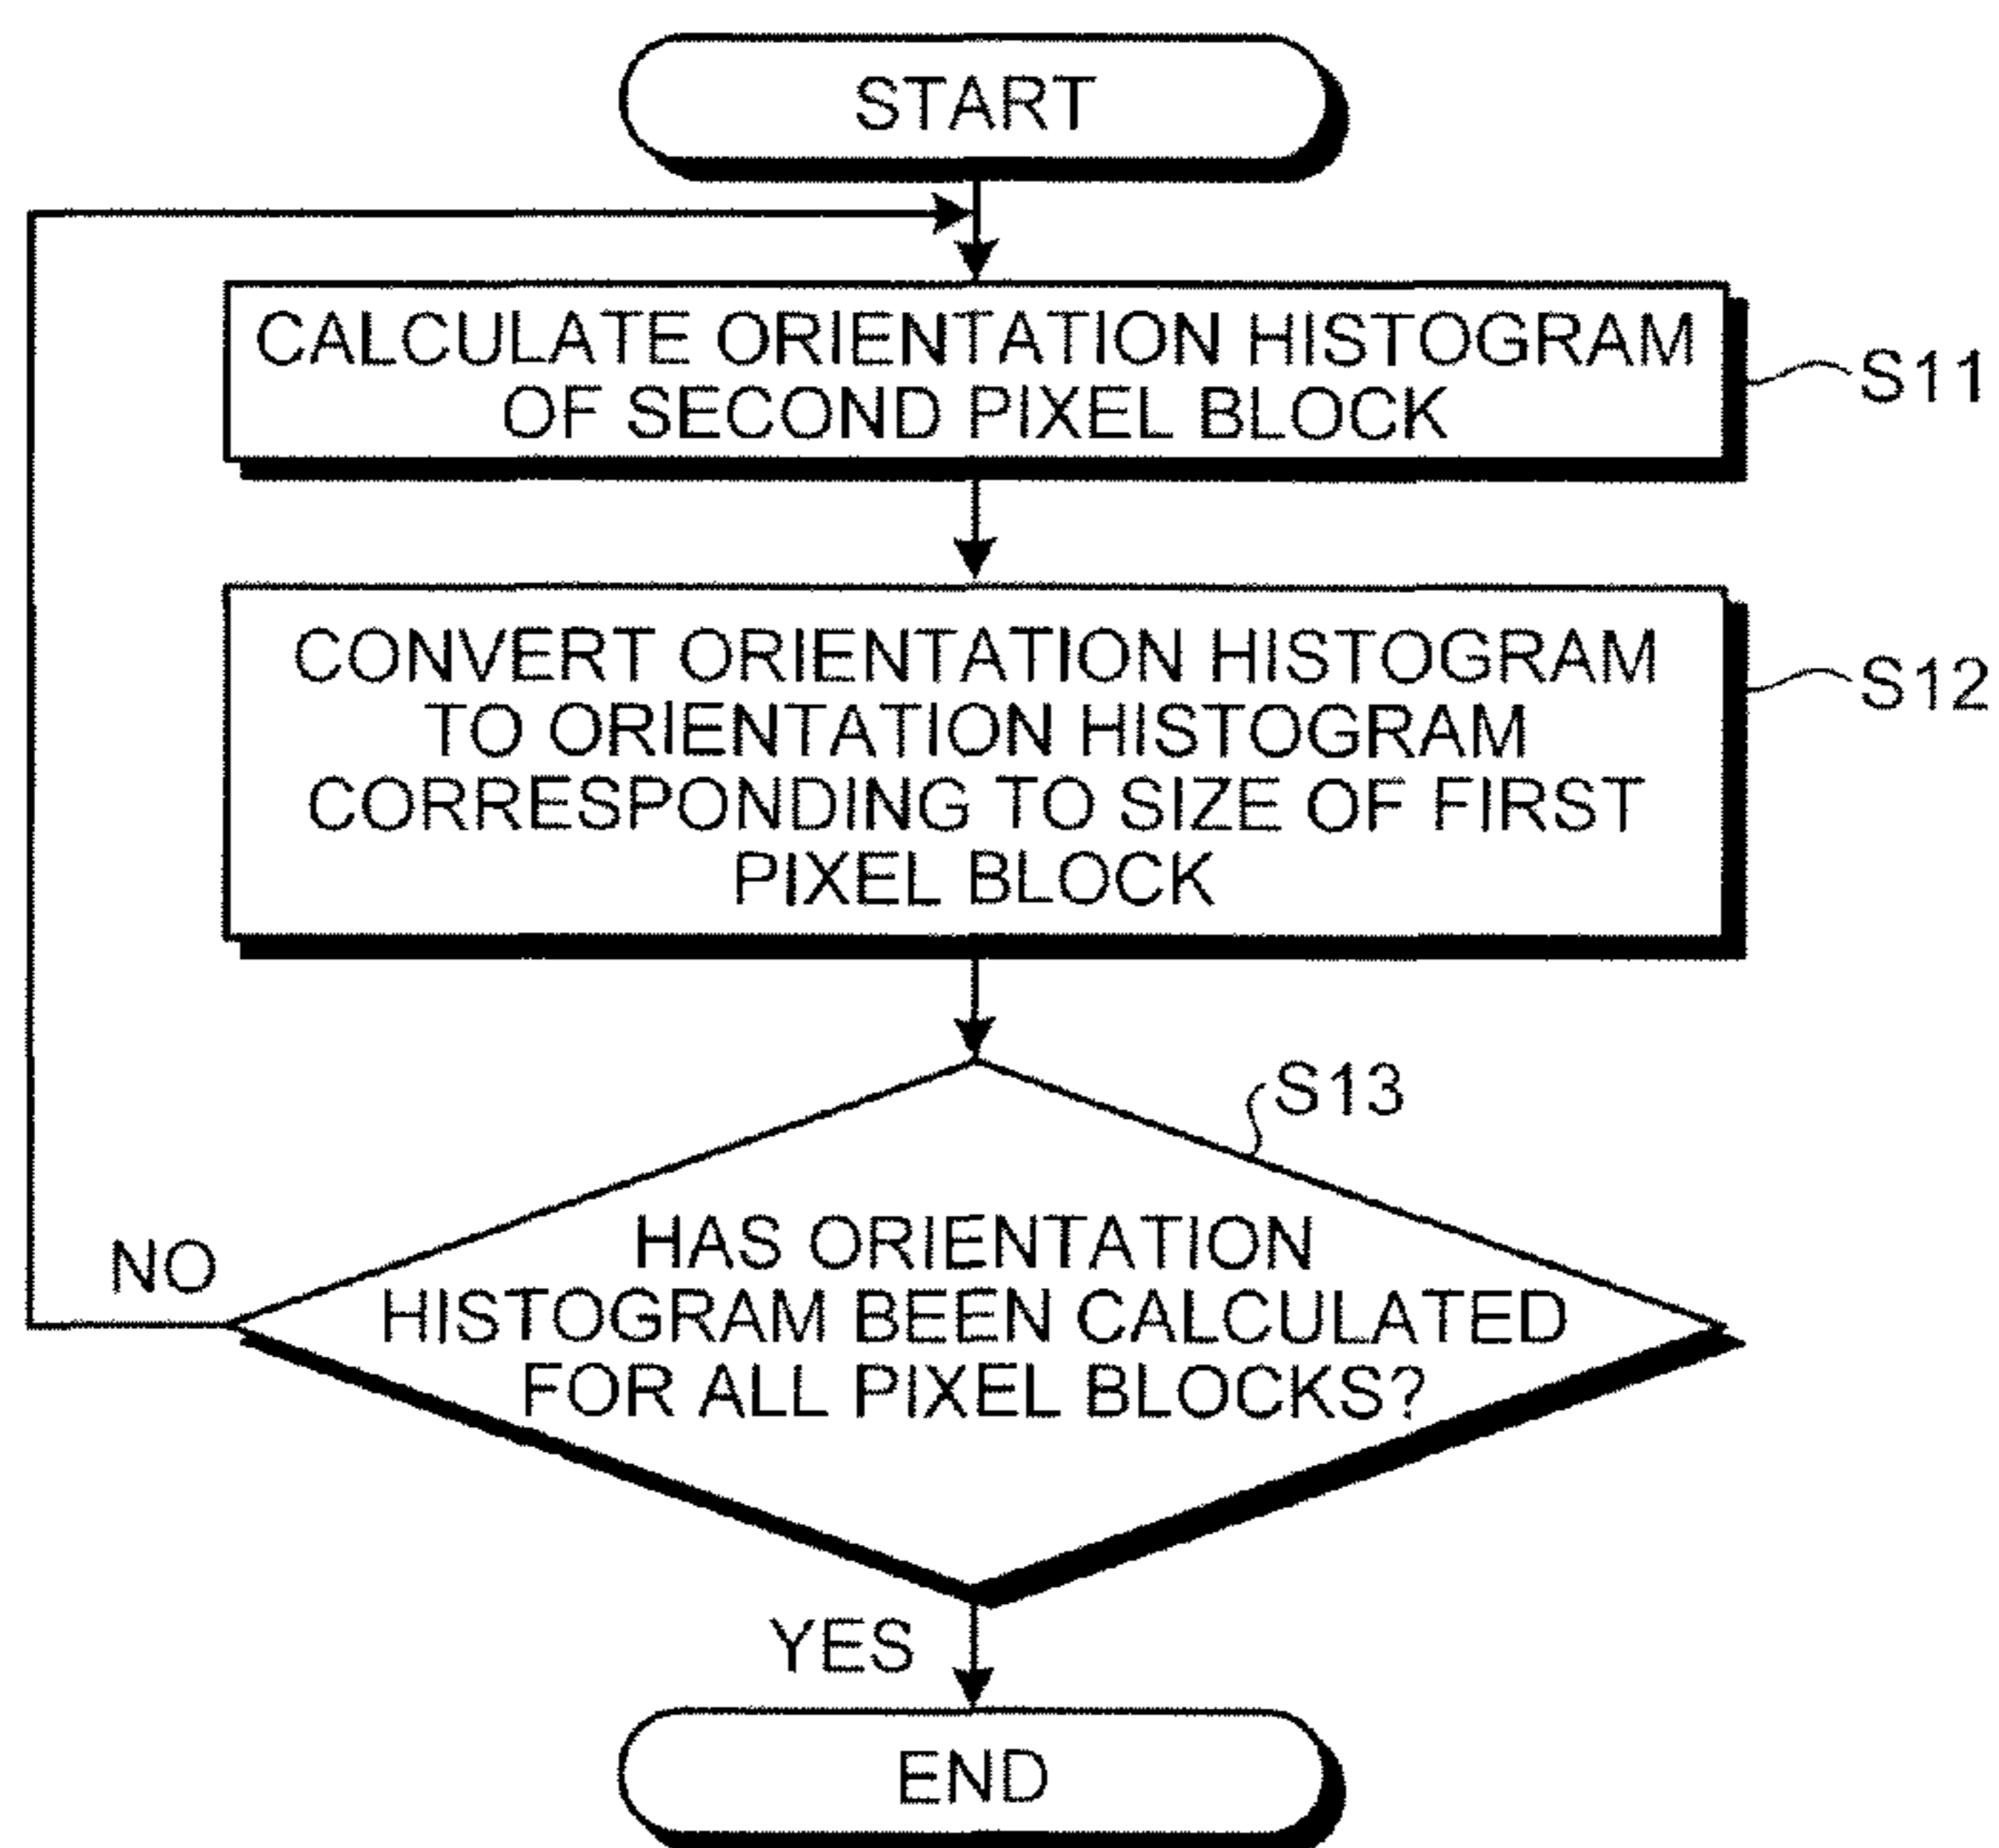 START
CALCULATE ORIENTATION HISTOGRAM
OF SECOND PIXEL BLOCK
S11
CONVERT ORIENTATION HISTOGRAM
TO ORIENTATION HISTOGRAM
CORRESPONDING TO SIZE OF FIRST
PIXEL BLOCK
S12
S13
HAS ORIENTATION
HISTOGRAM BEEN CALCULATED
FOR ALL PIXEL BLOCKS?
NO
YES
END